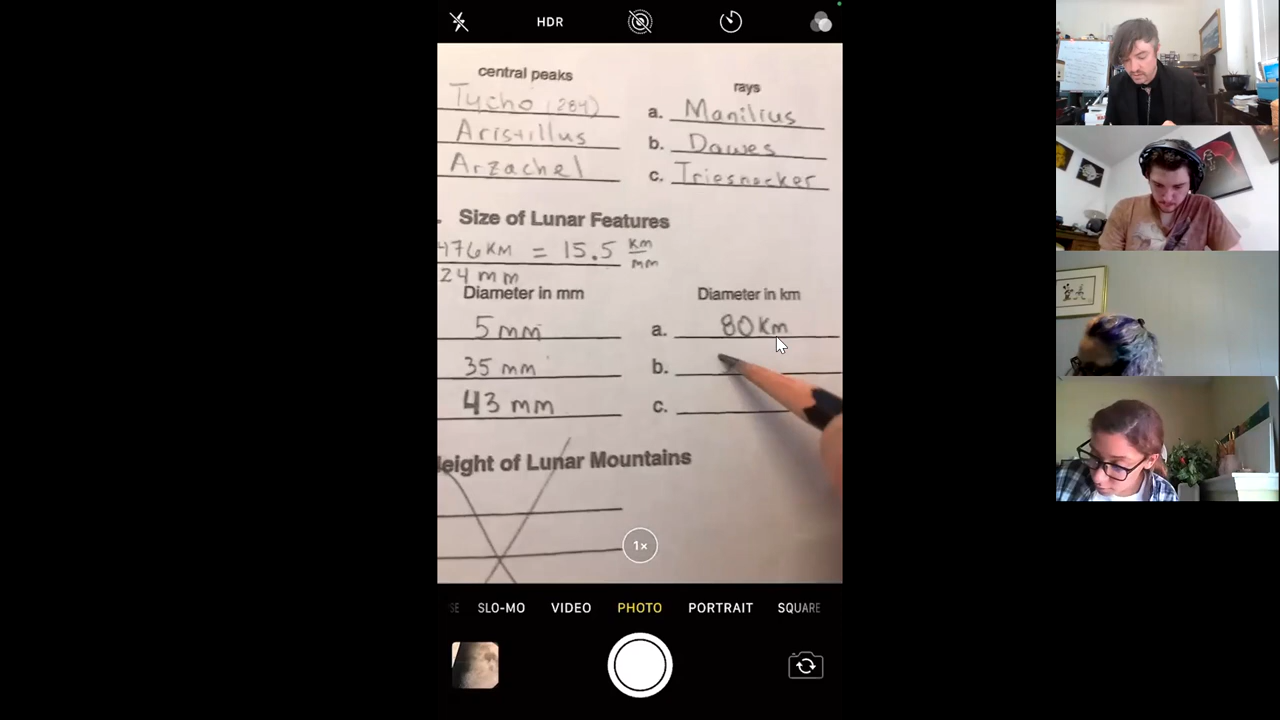 HDR
central peaks
rays
Tycho (284)
a. Manilius
Aristillus
b. Dawes
Arzachel
c. Triesnecker
. Size of Lunar Features
476 KM = 15.5 KM
24 mm mm
Diameter in mm
Diameter in km
5 mm
a. 80 Km
35 mm
b.
43 mm
c.
eight of Lunar Mountains
1×
SE SLO-MO VIDEO PHOTO PORTRAIT SQUARE